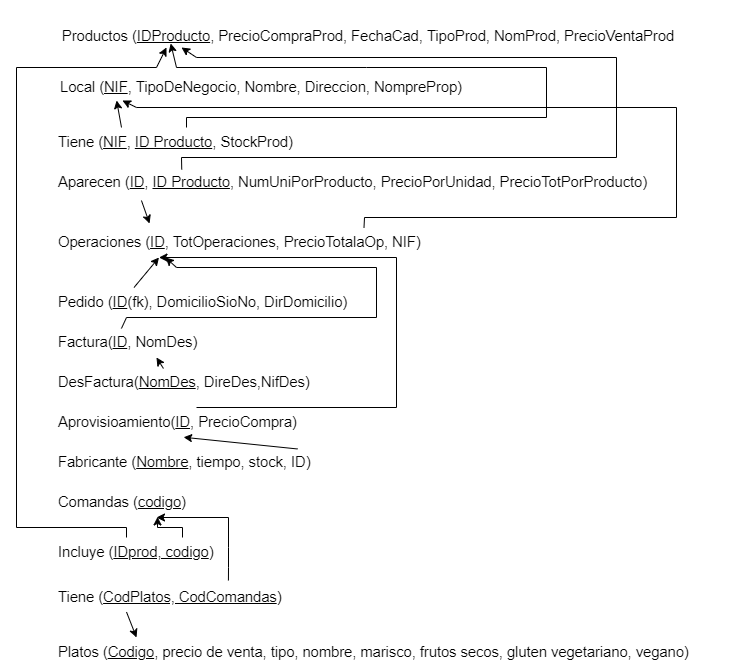 Productos (IDProducto, PrecioCompraProd, FechaCad, TipoProd, NomProd, PrecioVentaProd
Local (NIF, TipoDeNegocio, Nombre, Direccion, NompreProp)
Tiene (NIF, ID Producto, StockProd)
Aparecen (ID, ID Producto, NumUniPorProducto, PrecioPorUnidad, PrecioTotPorProducto)
Operaciones (ID, TotOperaciones, PrecioTotalaOp, NIF)
Pedido (ID(fk), DomicilioSioNo, DirDomicilio)
Factura(ID, NomDes)
DesFactura(NomDes, DireDes,NifDes)
Aprovisioamiento(ID, PrecioCompra)
Fabricante (Nombre, tiempo, stock, ID)
Comandas (codigo)
Incluye (IDprod, codigo)
Tiene (CodPlatos, CodComandas)
Platos (Codigo, precio de venta, tipo, nombre, marisco, frutos secos, gluten vegetariano, vegano)